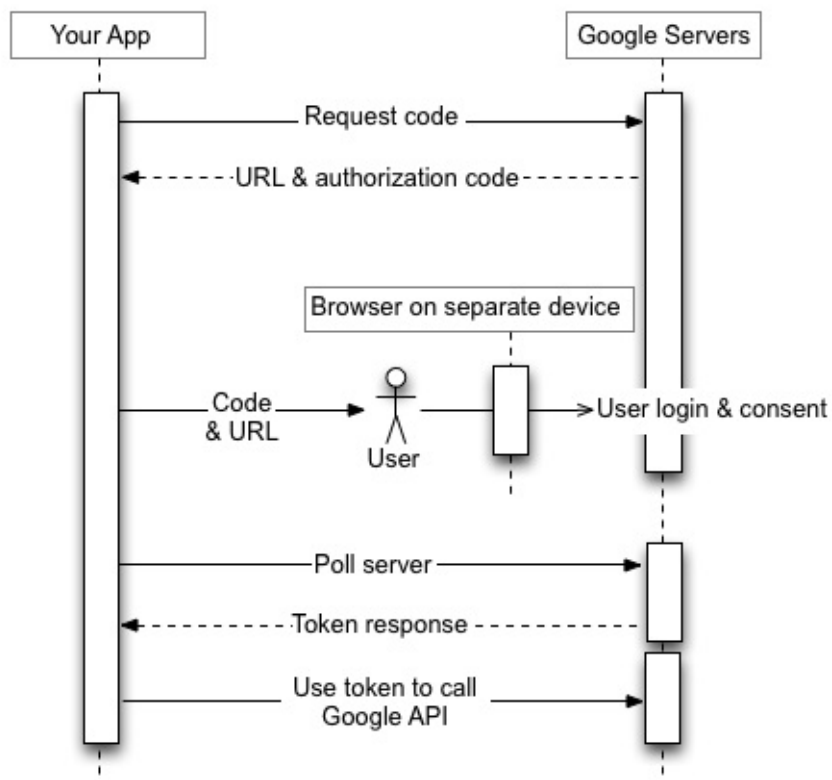 Your App
Google Servers
Request code
URL & authorization code
Browser on separate device
Code
& URL
User
User login & consent
Poll server
Token response
Use token to call
Google API